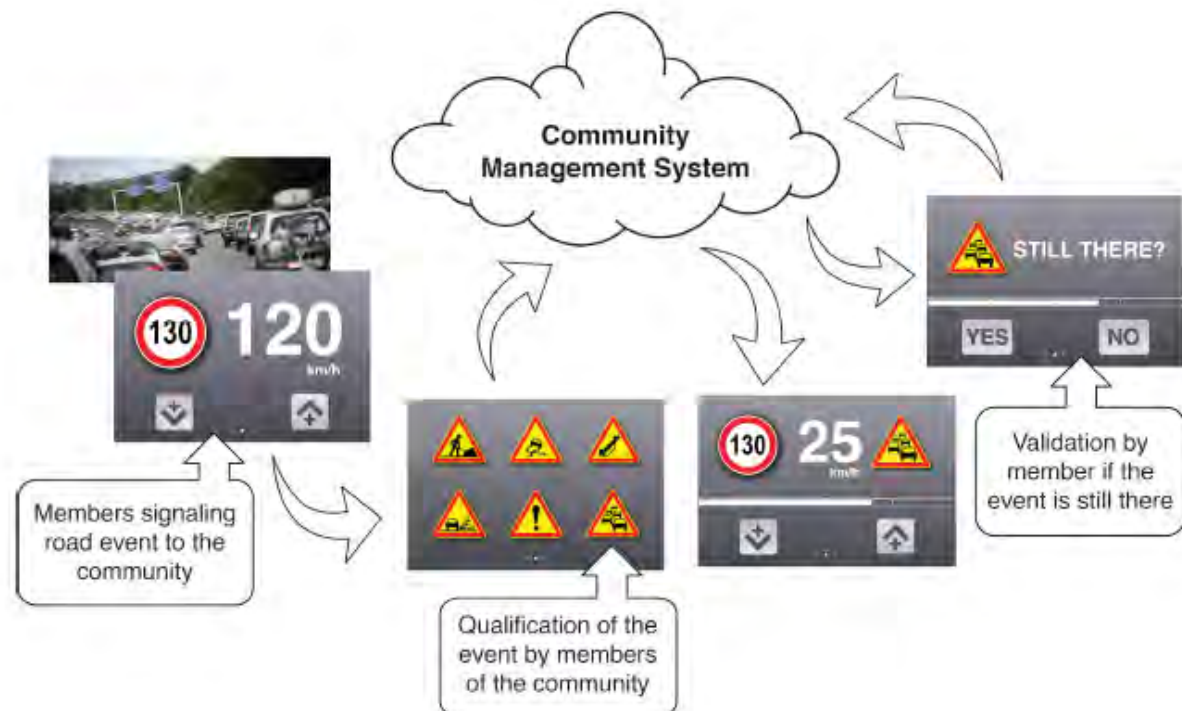 Community
Management System
130
120
km/h
Members signaling
road event to the
community
Qualification of the
event by members
of the community
130
25
km/h
STILL THERE?
YES
NO
Validation by
member if the
event is still there